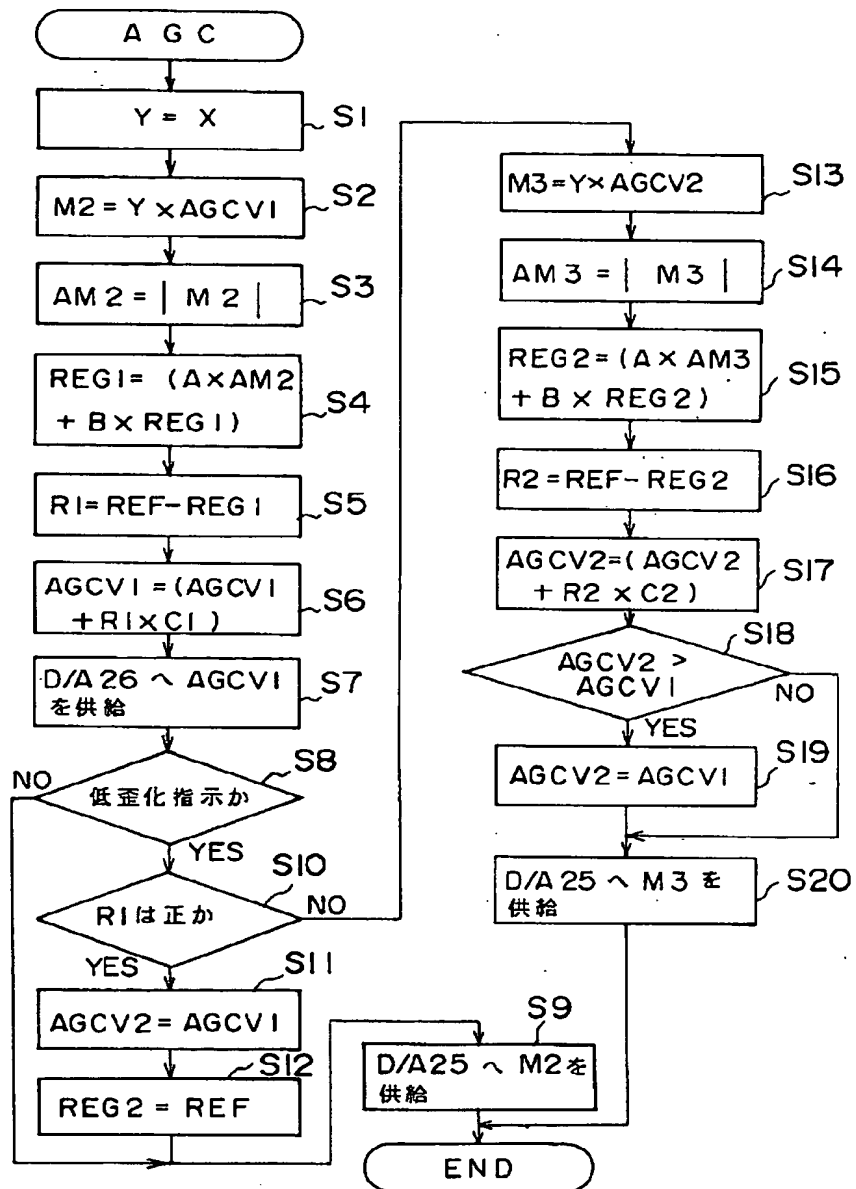 AGC
Y = X
S1
M2 = Y × AGCV1
S2
AM2 = | M2 |
S3
REG1= (A×AM2
+ B × REG1)
S4
R1=REF-REG1
S5
AGCV1=(AGCV1
+R1×C1)
S6
D/A26 へ AGCV1
を供給
S7
低歪化指示か
S8
NO
YES
R1は正か
S10
NO
YES
AGCV2 = AGCV1
S11
REG2 = REF
S12
M3=Y×AGCV2
S13
AM3 = | M3 |
S14
REG2=(A×AM3
+ B × REG2)
S15
R2=REF-REG2
S16
AGCV2=(AGCV2
+ R2 × C2)
S17
AGCV2 >
AGCV1
S18
NO
YES
AGCV2=AGCV1
S19
D/A25 へ M3 を
供給
S20
D/A25 へ M2を
供給
S9
END